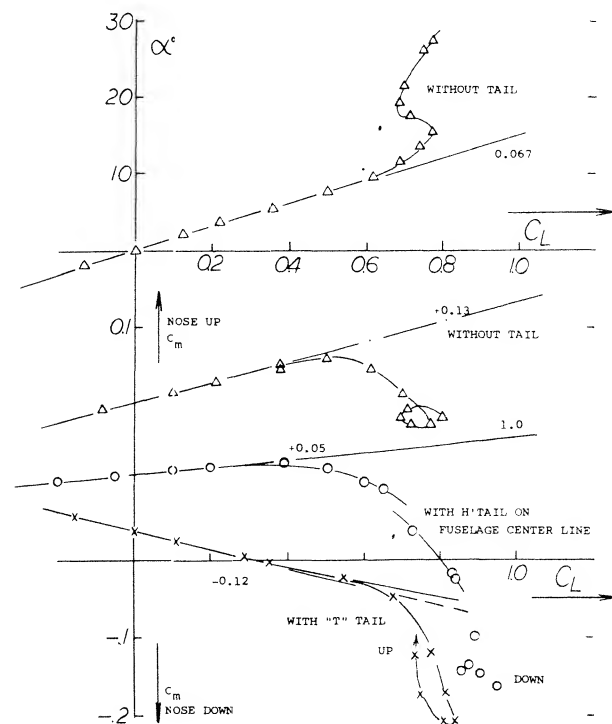 30
α°
WITHOUT TAIL
20
10
0.067
C_L
0.2
0.4
0.6
0.8
1.0
+0.13
0.1
NOSE UP
C_m
WITHOUT TAIL
1.0
+0.05
WITH H'TAIL ON
FUSELAGE CENTER LINE
-0.12
1.0
C_L
WITH "T" TAIL
-.1
UP
DOWN
C_m
NOSE DOWN
-.2